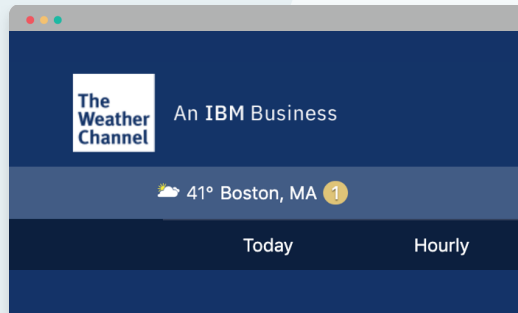 The
Weather
Channel
An IBM Business
41° Boston, MA 1
Today Hourly